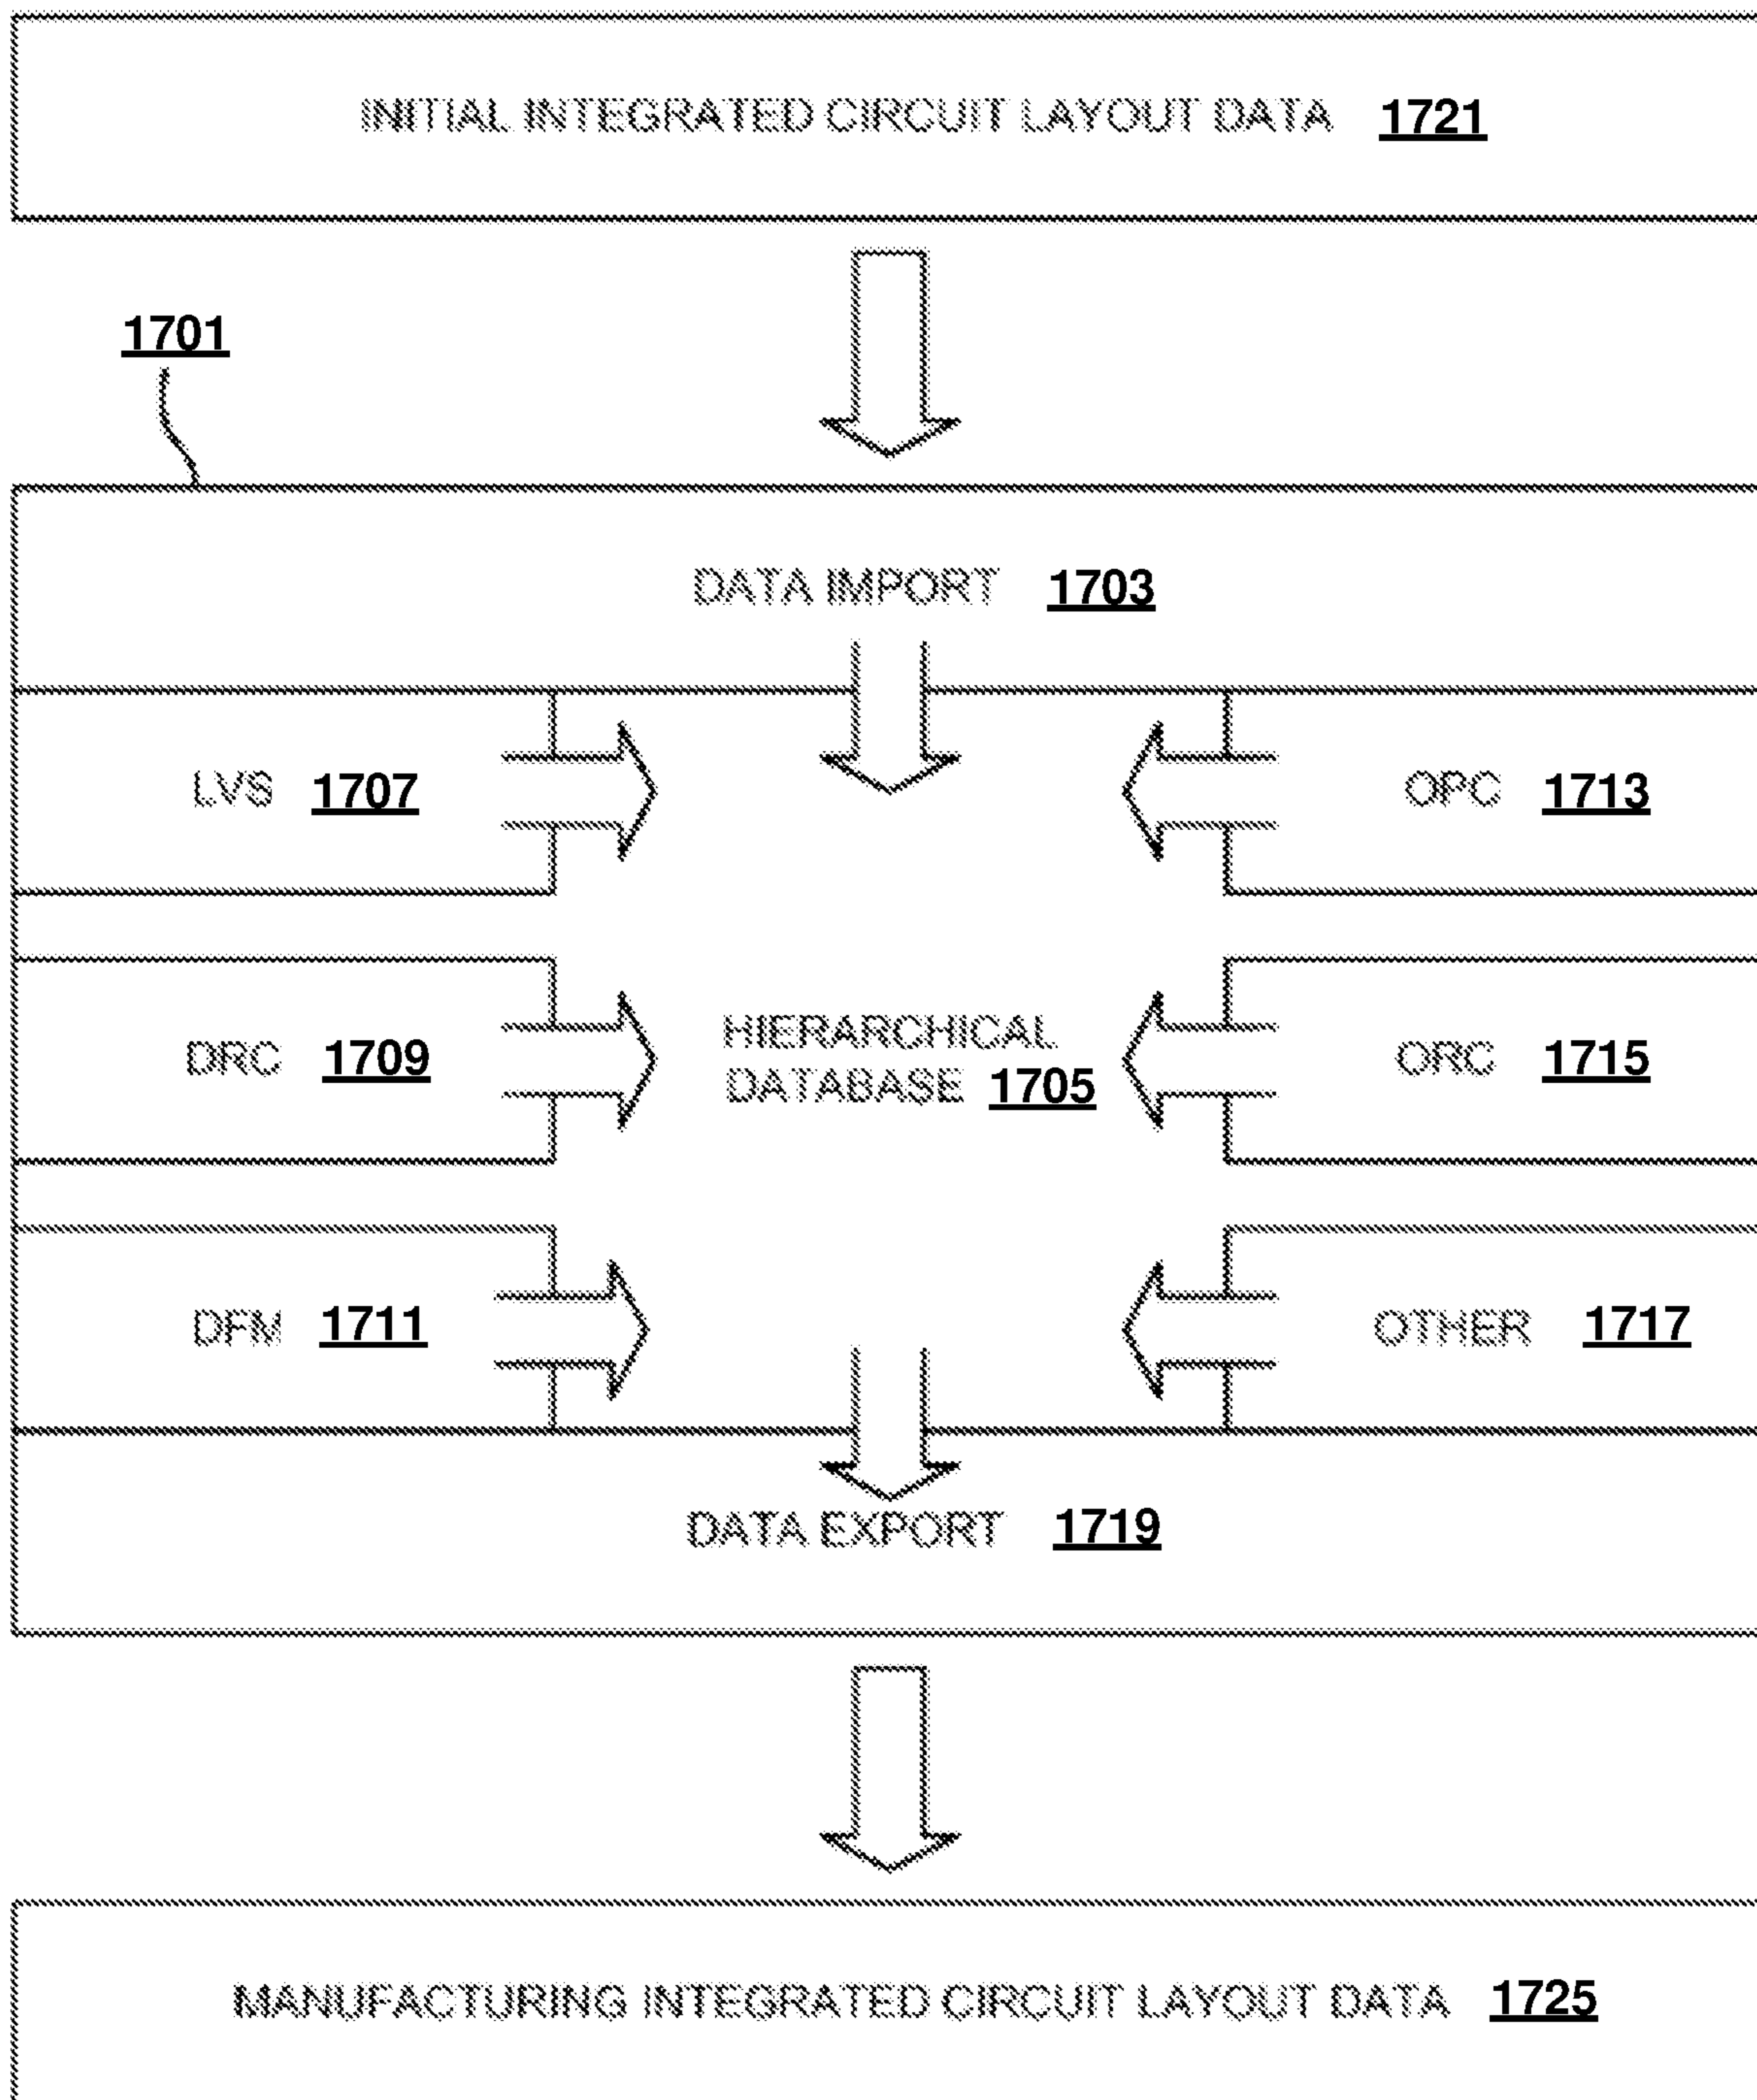 INITIAL INTEGRATED CIRCUIT LAYOUT DATA 1721
1701
DATA IMPORT 1703
LVS 1707
OPC 1713
DRC 1709
HIERARCHICAL
DATABASE 1705
ORC 1715
DFM 1711
OTHER 1717
DATA EXPORT 1719
MANUFACTURING INTEGRATED CIRCUIT LAYOUT DATA 1725